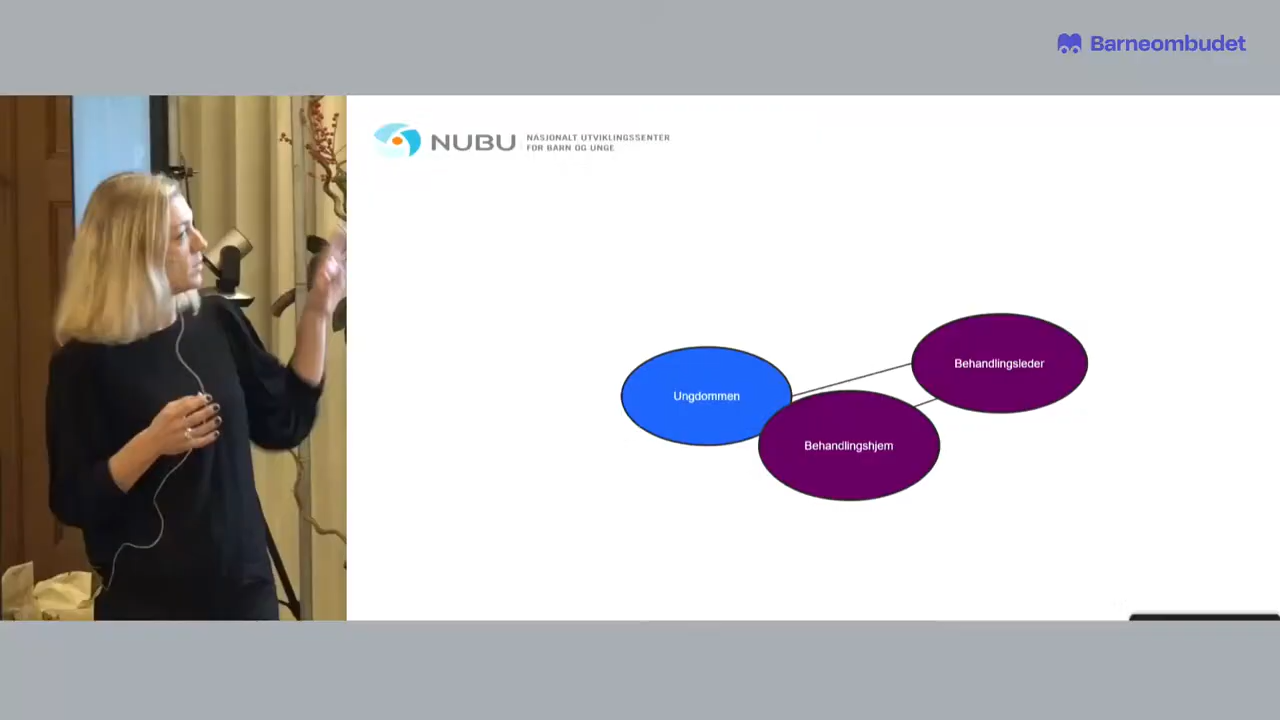 Barneombudet
NUBU
NASJONALT UTVIKLINGSSENTER
FOR BARN OG UNGE
Behandlingsleder
Ungdommen
Behandlingshjem